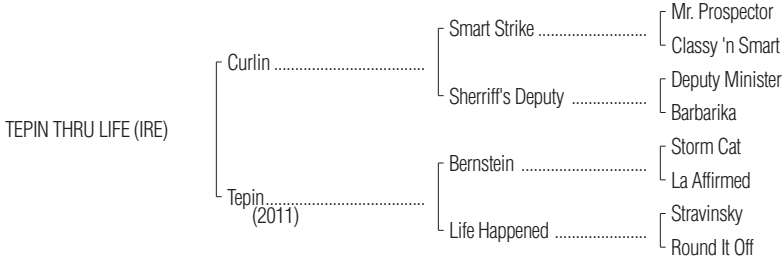 Mr. Prospector
Smart Strike ..........................
Classy 'n Smart
Curlin ....................................
Deputy Minister
Sherriff's Deputy ..................
Barbarika
TEPIN THRU LIFE (IRE)
Storm Cat
Bernstein ..............................
La Affirmed
Tepin......................................
(2011)
Stravinsky
Life Happened ......................
Round It Off